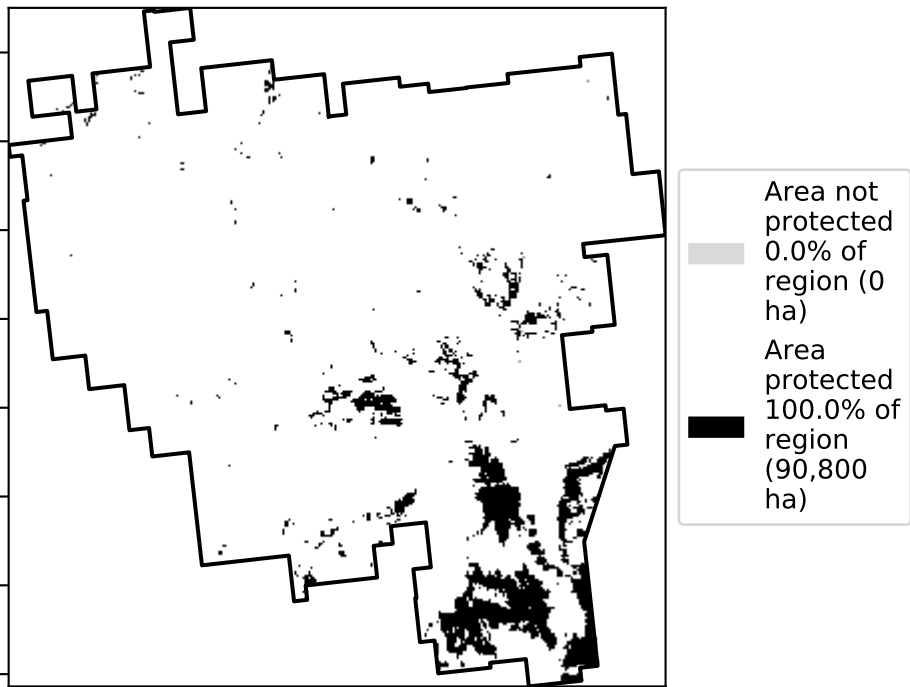 Area not
protected
0.0% of
region (0
ha)
Area
protected
100.0% of
region
(90,800
ha)